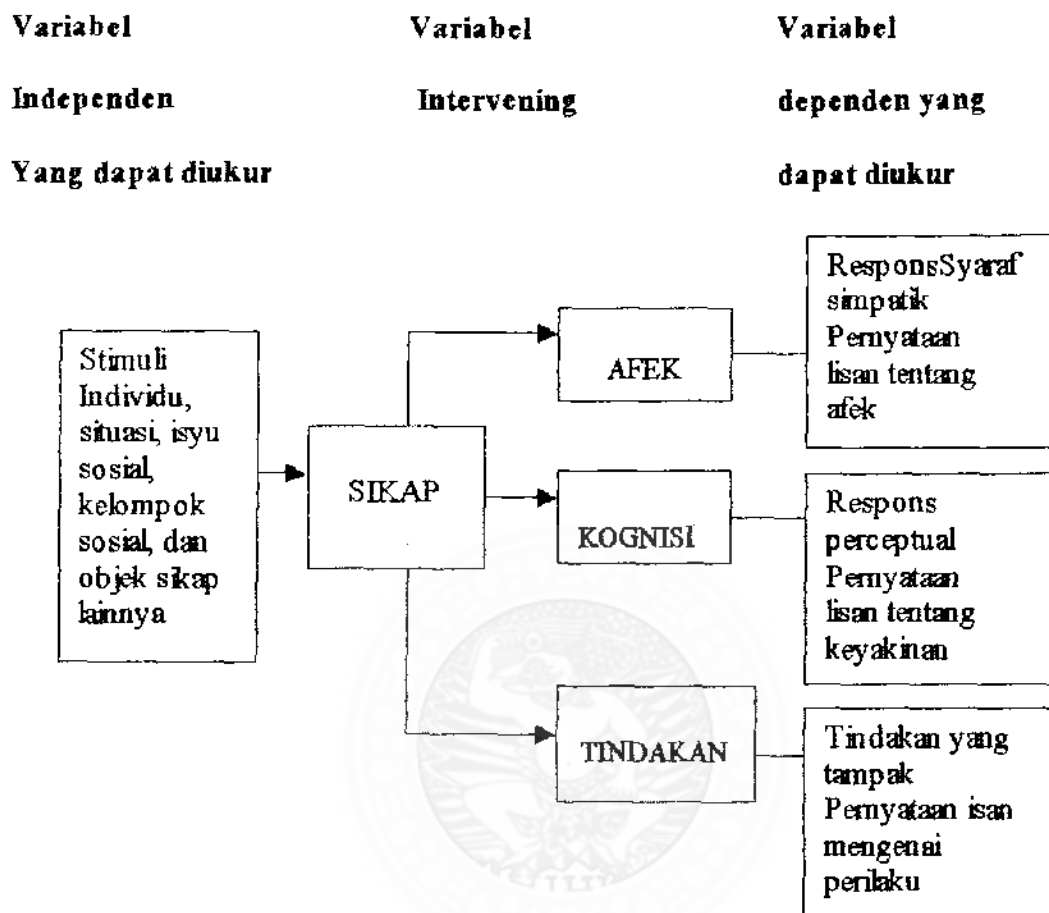 Variabel
Independen
Yang dapat diukur
Variabel
Intervening
Variabel
dependen yang
dapat diukur
Stimuli
Individu,
situasi, isyu
sosial,
kelompok
sosial, dan
objek sikap
lainnya
SIKAP
AFEK
KOGNISI
TINDAKAN
ResponsSyaraf
simpatik
Pernyataan
lisan tentang
afek
Respons
perceptual
Pernyataan
lisan tentang
keyakinan
Tindakan yang
tampak
Pernyataan isan
mengenai
perilaku